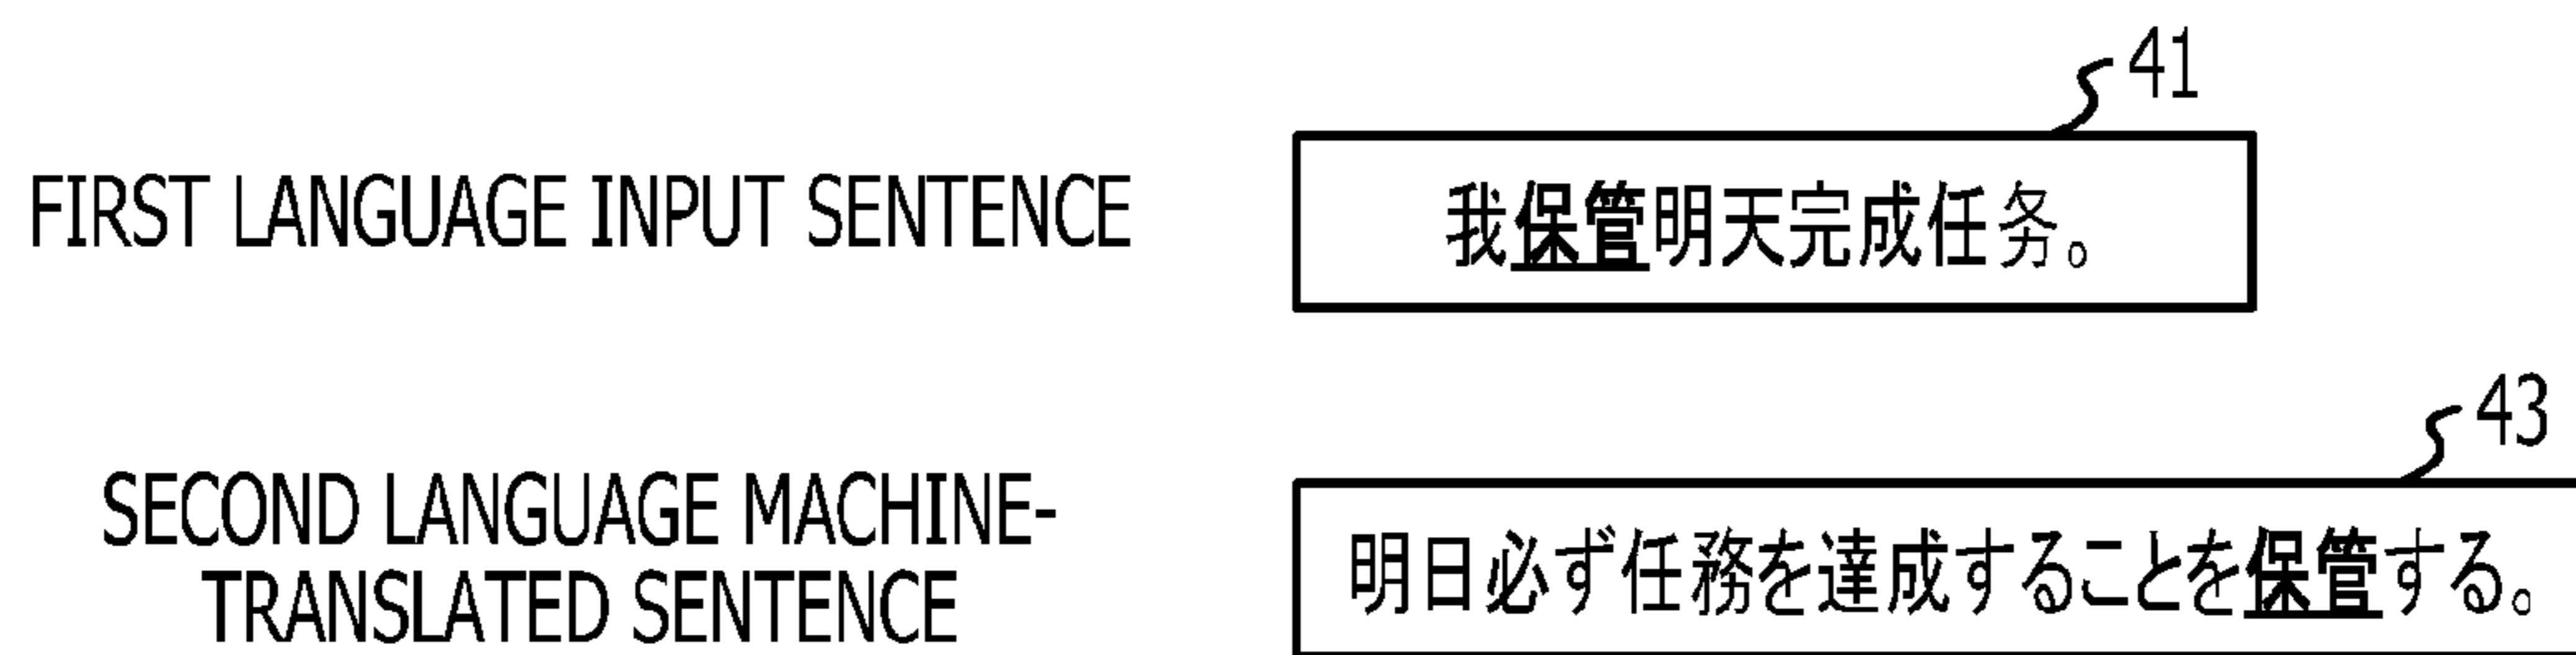 41
FIRST LANGUAGE INPUT SENTENCE
我保管明天完成任务。
43
SECOND LANGUAGE MACHINE-
TRANSLATED SENTENCE
明日必ず任務を達成することを保管する。